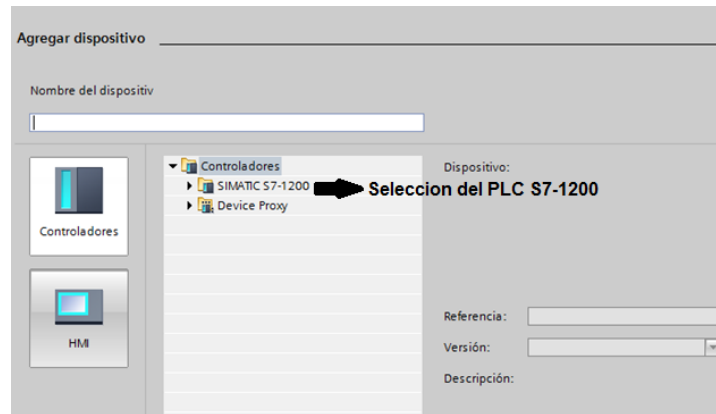 Agregar dispositivo
Nombre del dispositiv
Controladores
SIMATIC S7-1200
Device Proxy
Controladores
HMI
Dispositivo:
Seleccion del PLC S7-1200
Referencia:
Versión:
Descripción: